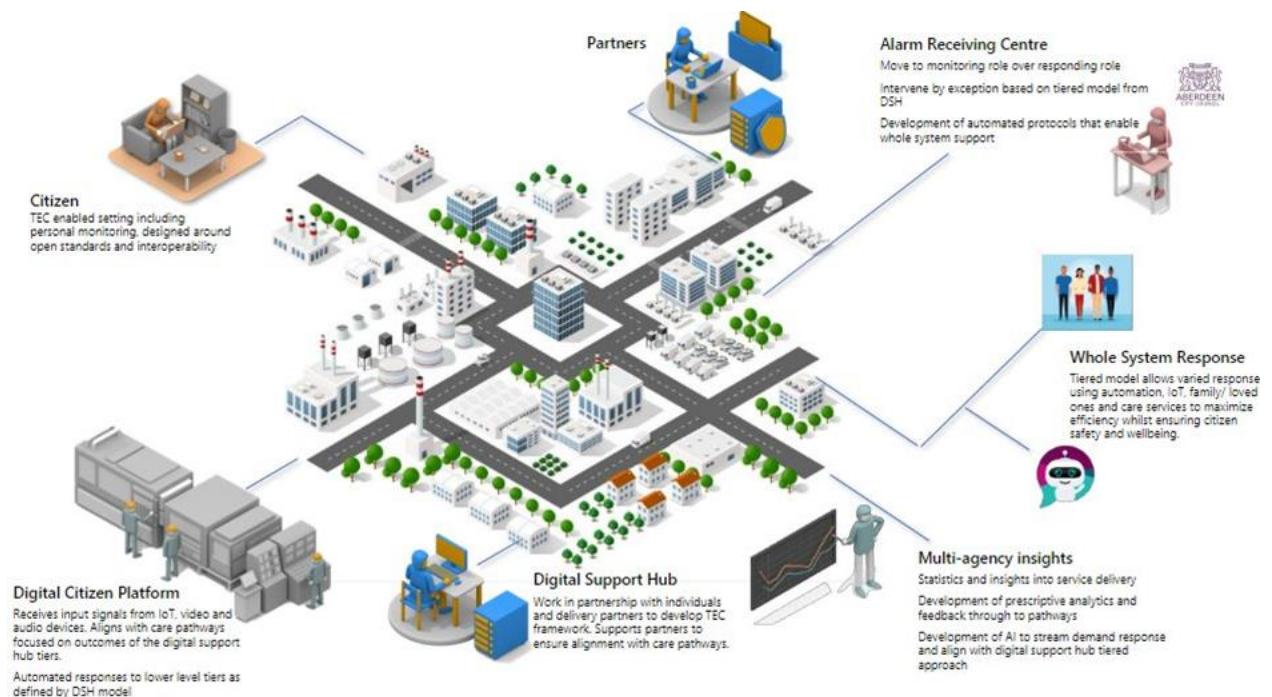 Partners
Alarm Receiving Centre
Move to monitoring role over responding role
Intervene by exception based on tiered model from
DSH
Development of automated protocols that enable
whole system support
ABERDEEN
CITY COUNCIL
Citizen
TEC enabled setting including
personal monitoring, designed around
open standards and interoperability
Whole System Response
Tiered model allows varied response
using automation, IoT, family/ loved
ones and care services to maximize
efficiency whilst ensuring citizen
safety and wellbeing.
Digital Citizen Platform
Receives input signals from IoT, video and
audio devices. Aligns with care pathways
focused on outcomes of the digital support
hub tiers.
Automated responses to lower level tiers as
defined by DSH model
Digital Support Hub
Work in partnership with individuals
and delivery partners to develop TEC
framework. Supports partners to
ensure alignment with care pathways.
Multi-agency insights
Statistics and insights into service delivery
Development of prescriptive analytics and
feedback through to pathways
Development of AI to stream demand response
and align with digital support hub tiered
approach